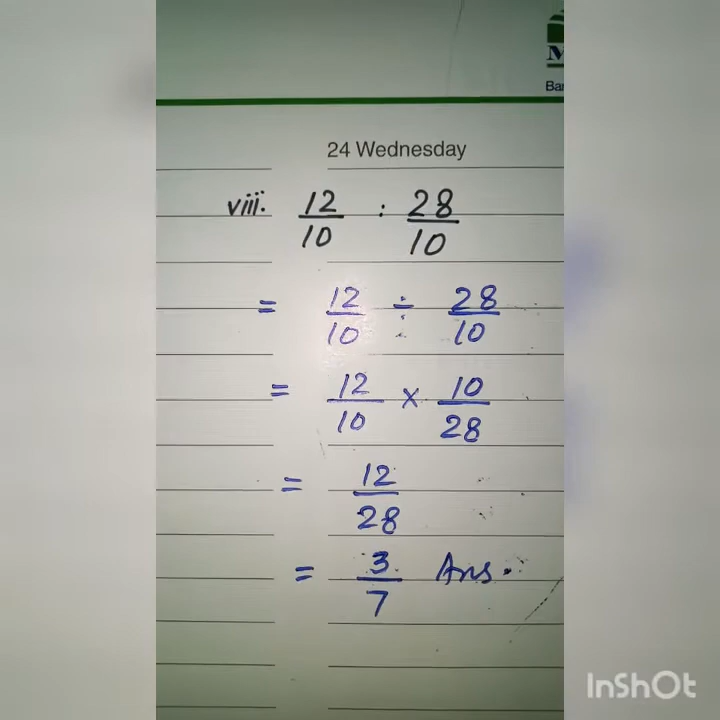 M
Bar
24 Wednesday
viii. 12/10 : 28/10
= 12/10 ÷ 28/10
= 12/10 × 10/28
= 12/28
= 3/7 Ans.
InShOt